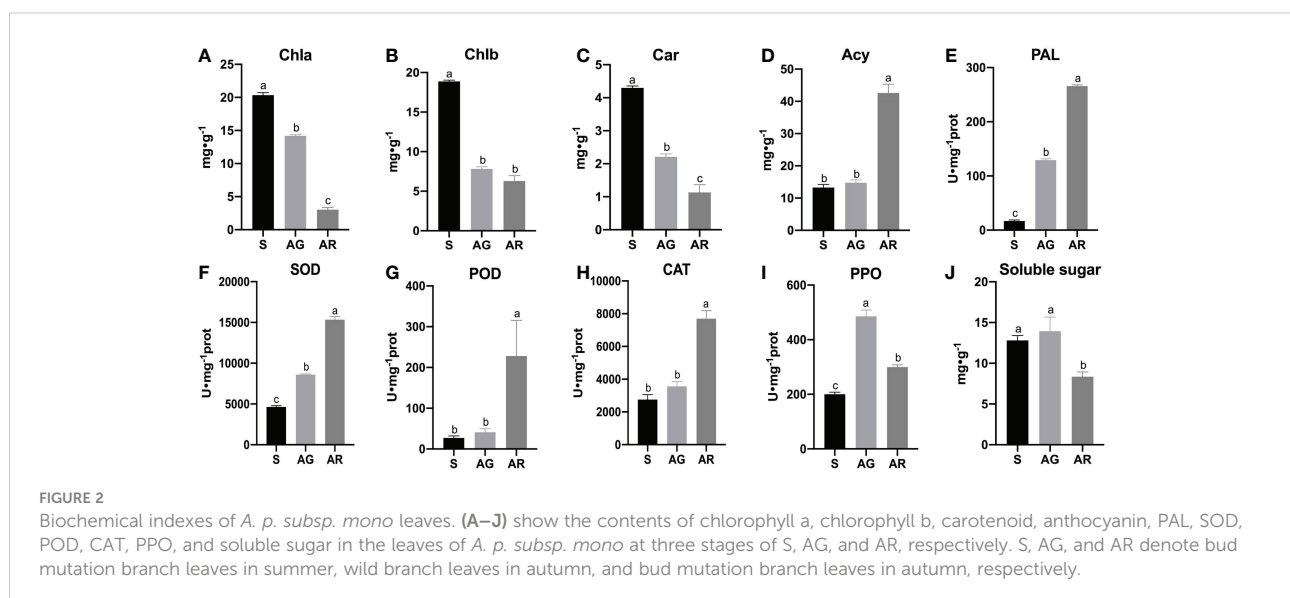 A Chla
25
20
15
10
5
0
mg•g⁻¹
a
b
c
S AG AR
B Chlb
20
15
10
5
0
mg•g⁻¹
a
b
b
S AG AR
C Car
5
4
3
2
1
0
mg•g⁻¹
a
b
c
S AG AR
D Acy
50
40
30
20
10
0
mg•g⁻¹
b
b
a
S AG AR
E PAL
300
200
100
0
U•mg⁻¹prot
c
b
a
S AG AR
F SOD
20000
15000
10000
5000
0
U•mg⁻¹prot
c
b
a
S AG AR
G POD
400
300
200
100
0
U•mg⁻¹prot
b
b
a
S AG AR
H CAT
10000
8000
6000
4000
2000
0
U•mg⁻¹prot
b
b
a
S AG AR
I PPO
600
400
200
0
U•mg⁻¹prot
c
a
b
S AG AR
J Soluble sugar
20
15
10
5
0
mg•g⁻¹
a
a
b
S AG AR
FIGURE 2
Biochemical indexes of A. p. subsp. mono leaves. (A–J) show the contents of chlorophyll a, chlorophyll b, carotenoid, anthocyanin, PAL, SOD,
POD, CAT, PPO, and soluble sugar in the leaves of A. p. subsp. mono at three stages of S, AG, and AR, respectively. S, AG, and AR denote bud
mutation branch leaves in summer, wild branch leaves in autumn, and bud mutation branch leaves in autumn, respectively.